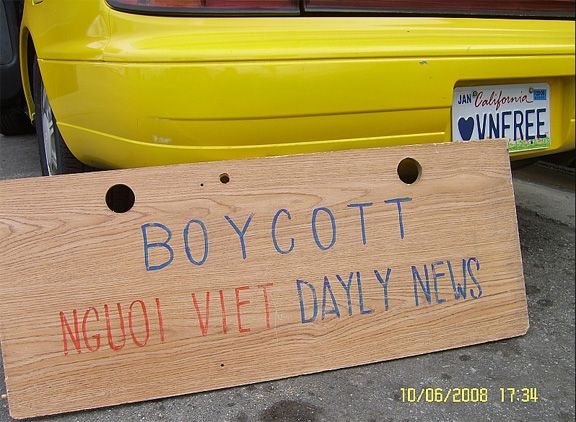 JAN California
♥VNFREE
BOYCOTT
NGUOI VIET DAYLY NEWS
10/06/2008 17:34